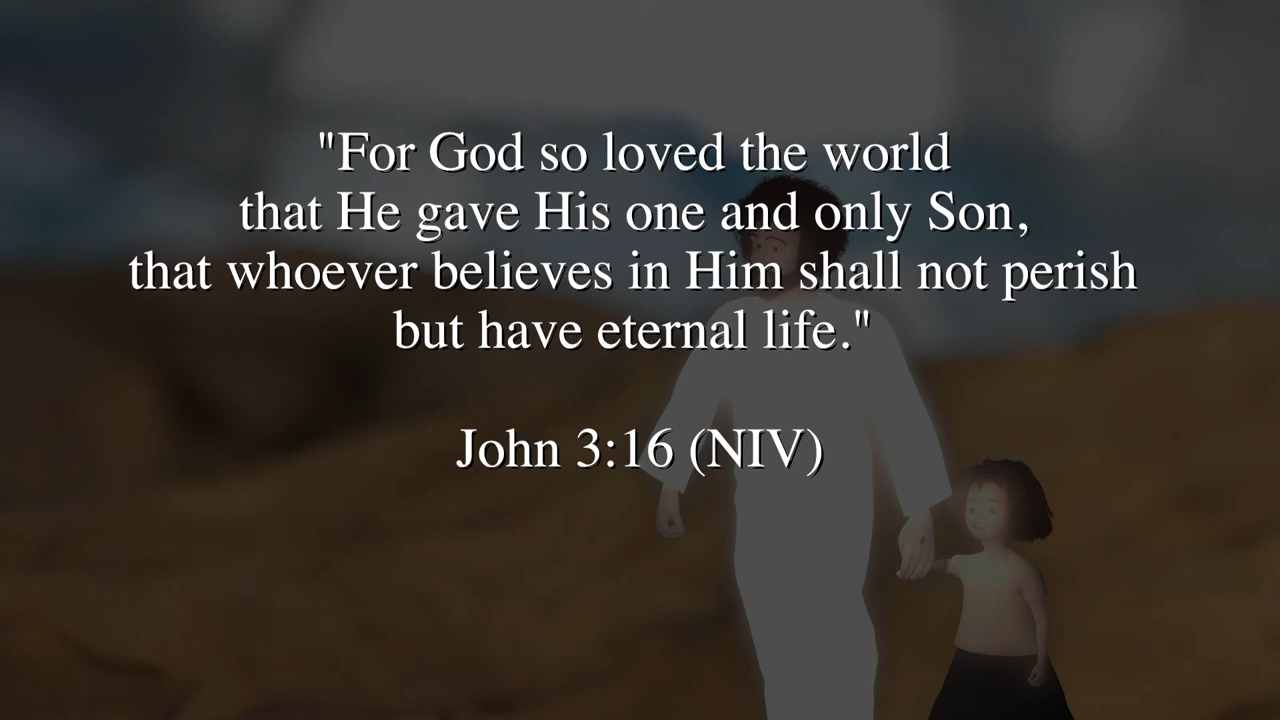 "For God so loved the world
that He gave His one and only Son,
that whoever believes in Him shall not perish
but have eternal life."
John 3:16 (NIV)